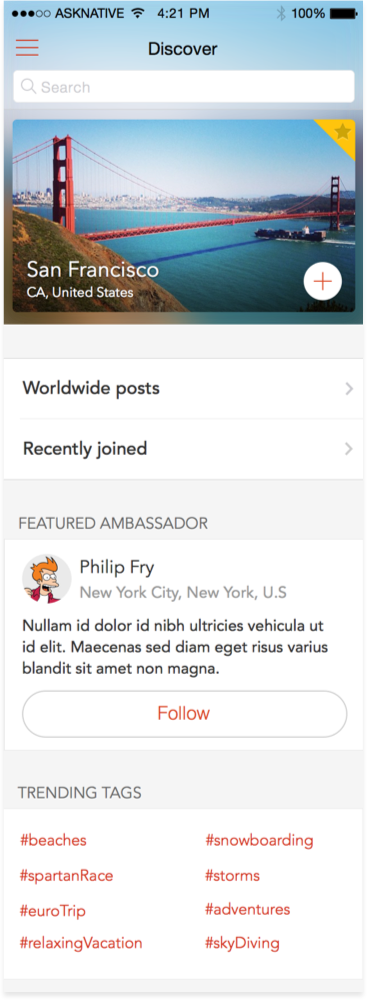 ASKNATIVE 4:21 PM 100%
Discover
Search
San Francisco
CA, United States
Worldwide posts
Recently joined
FEATURED AMBASSADOR
Philip Fry
New York City, New York, U.S
Nullam id dolor id nibh ultricies vehicula ut
id elit. Maecenas sed diam eget risus varius
blandit sit amet non magna.
Follow
TRENDING TAGS
#beaches #snowboarding
#spartanRace #storms
#euroTrip #adventures
#relaxingVacation #skyDiving